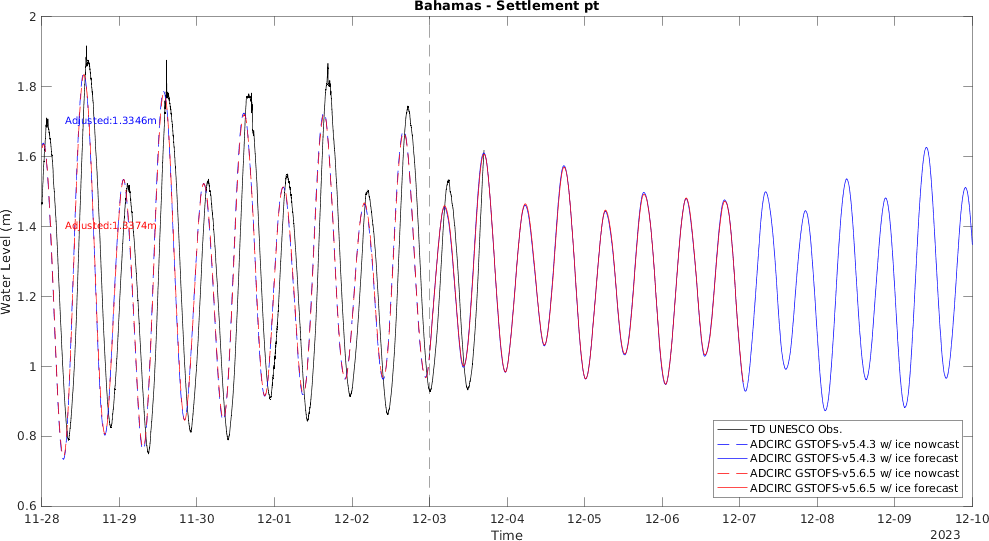 Bahamas - Settlement pt
2
1.8
1.6
1.4
1.2
1
0.8
0.6
Water Level (m)
Adjusted:1.3346m
Adjusted:1.3374m
TD UNESCO Obs.
ADCIRC GSTOFS-v5.4.3 w/ ice nowcast
ADCIRC GSTOFS-v5.4.3 w/ ice forecast
ADCIRC GSTOFS-v5.6.5 w/ ice nowcast
ADCIRC GSTOFS-v5.6.5 w/ ice forecast
11-28 11-29 11-30 12-01 12-02 12-03 12-04 12-05 12-06 12-07 12-08 12-09 12-10
Time
2023